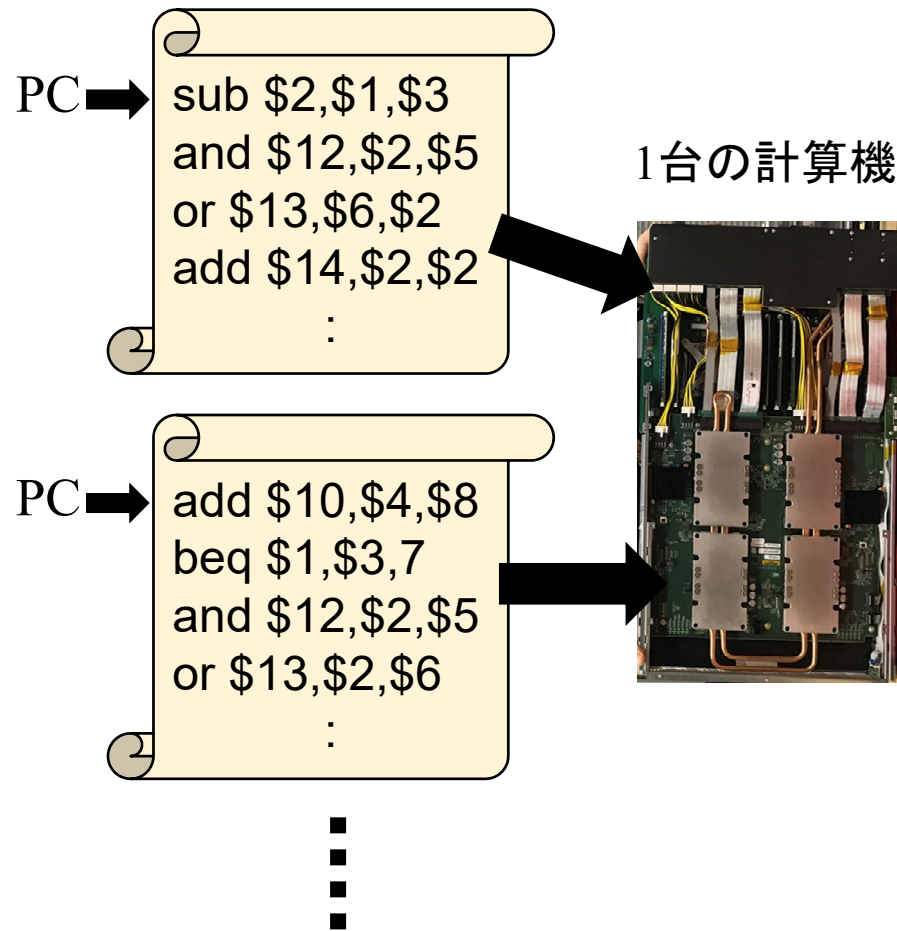 PC
sub $2,$1,$3
and $12,$2,$5
or $13,$6,$2
add $14,$2,$2
:
1台の計算機
PC
add $10,$4,$8
beq $1,$3,7
and $12,$2,$5
or $13,$2,$6
: